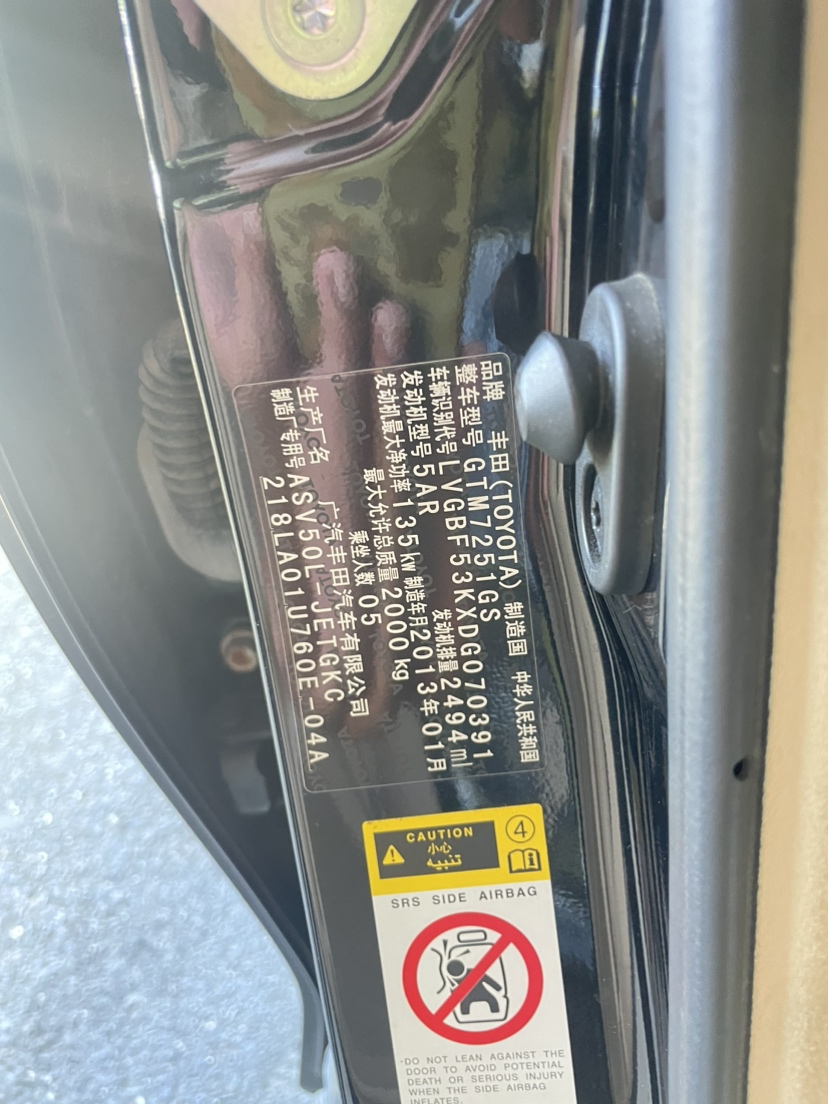 品牌 丰田(TOYOTA) 制造国 中华人民共和国
整车型号 GTM7251GS
车辆识别代号 LVGBF53KXDG070391
发动机型号 5AR 发动机排量 2494ml
发动机最大净功率 135kw 制造年月 2013年01月
最大允许总质量 2000kg
乘坐人数 05
生产厂名 广汽丰田汽车有限公司
制造厂专用号 ASV50L-JETGKC
218LA01U760E-04A
CAUTION
小心
تنبيه
4
SRS SIDE AIRBAG
·DO NOT LEAN AGAINST THE
DOOR TO AVOID POTENTIAL
DEATH OR SERIOUS INJURY
WHEN THE SIDE AIRBAG
INFLATES.